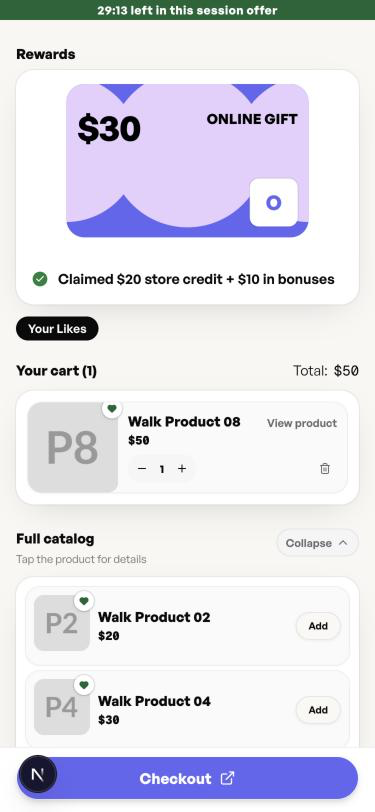 29:13 left in this session offer
Rewards
$30
ONLINE GIFT
O
Claimed $20 store credit + $10 in bonuses
Your Likes
Your cart (1)
Total: $50
P8
Walk Product 08
View product
$50
− 1 +
Full catalog
Collapse
Tap the product for details
P2
Walk Product 02
$20
Add
P4
Walk Product 04
$30
Add
N
Checkout